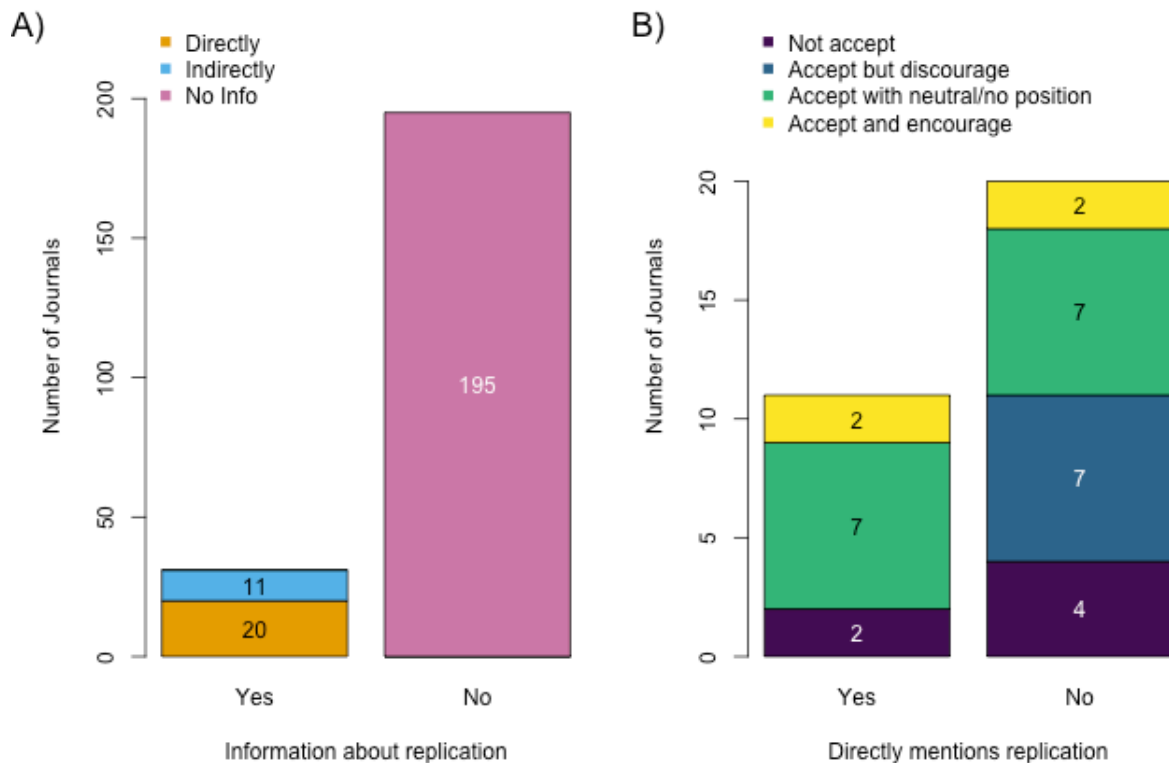 A)
Directly
Indirectly
No Info
Number of Journals
200
150
100
50
0
11
20
195
Yes
No
Information about replication
B)
Not accept
Accept but discourage
Accept with neutral/no position
Accept and encourage
Number of Journals
20
15
10
5
0
2
7
2
2
7
7
4
Yes
No
Directly mentions replication